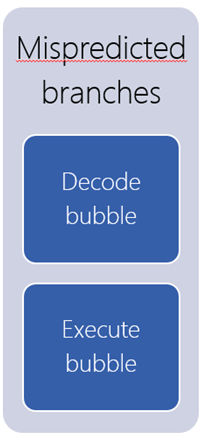 Mispredicted
branches
Decode
bubble
Execute
bubble